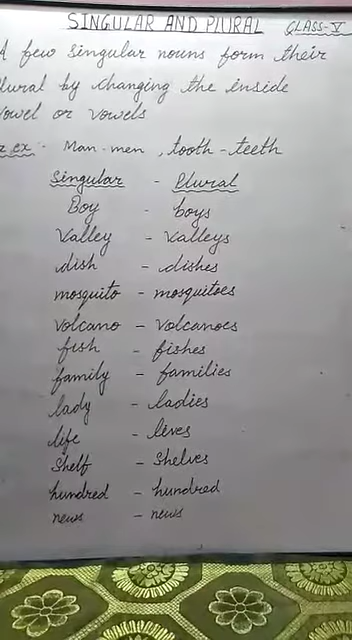 SINGULAR AND PLURAL CLASS-V
A few singular nouns form their
plural by changing the inside
vowel or vowels
ex:- Man-men, tooth-teeth
Singular - Plural
Boy - boys
Valley - Valleys
dish - dishes
mosquito - mosquitoes
Volcano - Volcanoes
fish - fishes
family - families
lady - ladies
life - lives
Shelf - Shelves
hundred - hundred
news - news